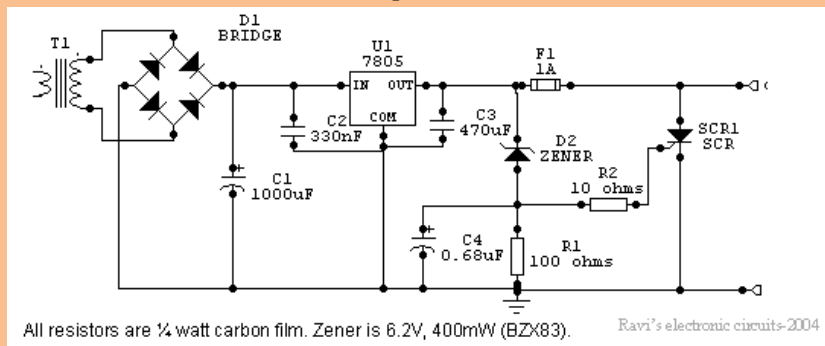 T1
D1
BRIDGE
U1
7805
IN OUT
COM
C2
330nF
C3
470uF
C1
1000uF
F1
1A
D2
ZENER
SCR1
SCR
R2
10 ohms
C4
0.68uF
R1
100 ohms
All resistors are ¼ watt carbon film. Zener is 6.2V, 400mW (BZX83).
Ravi's electronic circuits-2004